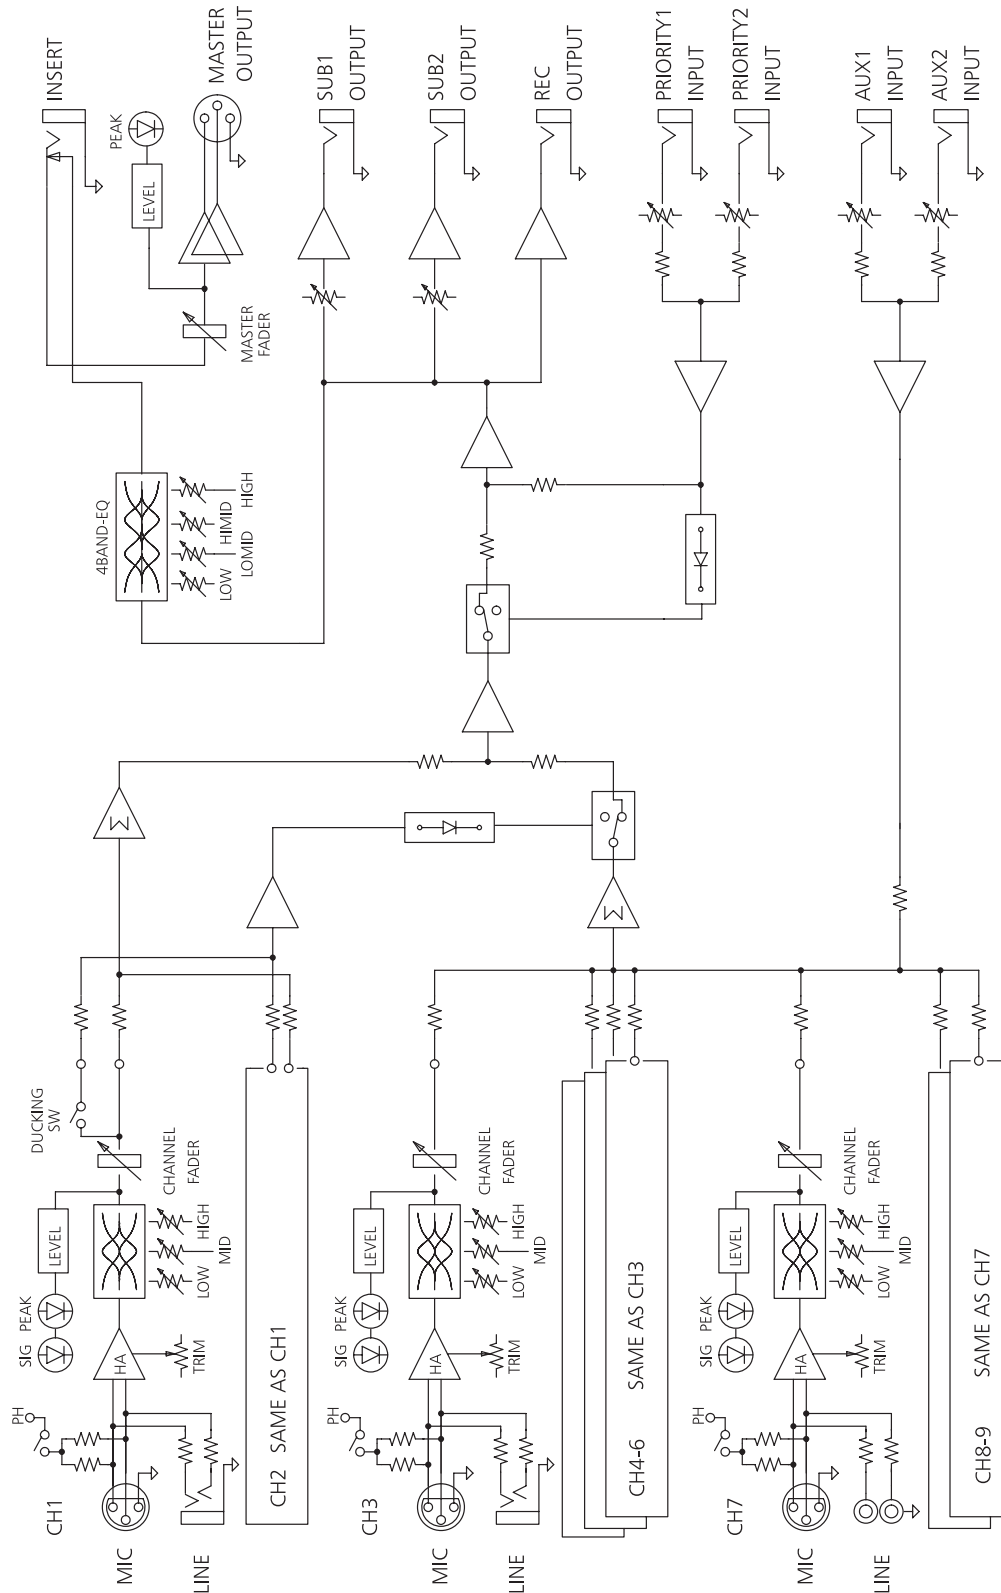 INSERT
PEAK
LEVEL
MASTER
OUTPUT
MASTER
FADER
4BAND-EQ
LOW
LOMID
HIMID
HIGH
SUB1
OUTPUT
SUB2
OUTPUT
REC
OUTPUT
PRIORITY1
INPUT
PRIORITY2
INPUT
AUX1
INPUT
AUX2
INPUT
Σ
Σ
CH1
MIC
LINE
PH
HA
TRIM
SIG
PEAK
LEVEL
LOW
MID
HIGH
CHANNEL
FADER
DUCKING
SW
CH2 SAME AS CH1
CH3
MIC
LINE
PH
HA
TRIM
SIG
PEAK
LEVEL
LOW
MID
HIGH
CHANNEL
FADER
CH4-6 SAME AS CH3
CH7
MIC
LINE
PH
HA
TRIM
SIG
PEAK
LEVEL
LOW
MID
HIGH
CHANNEL
FADER
CH8-9 SAME AS CH7